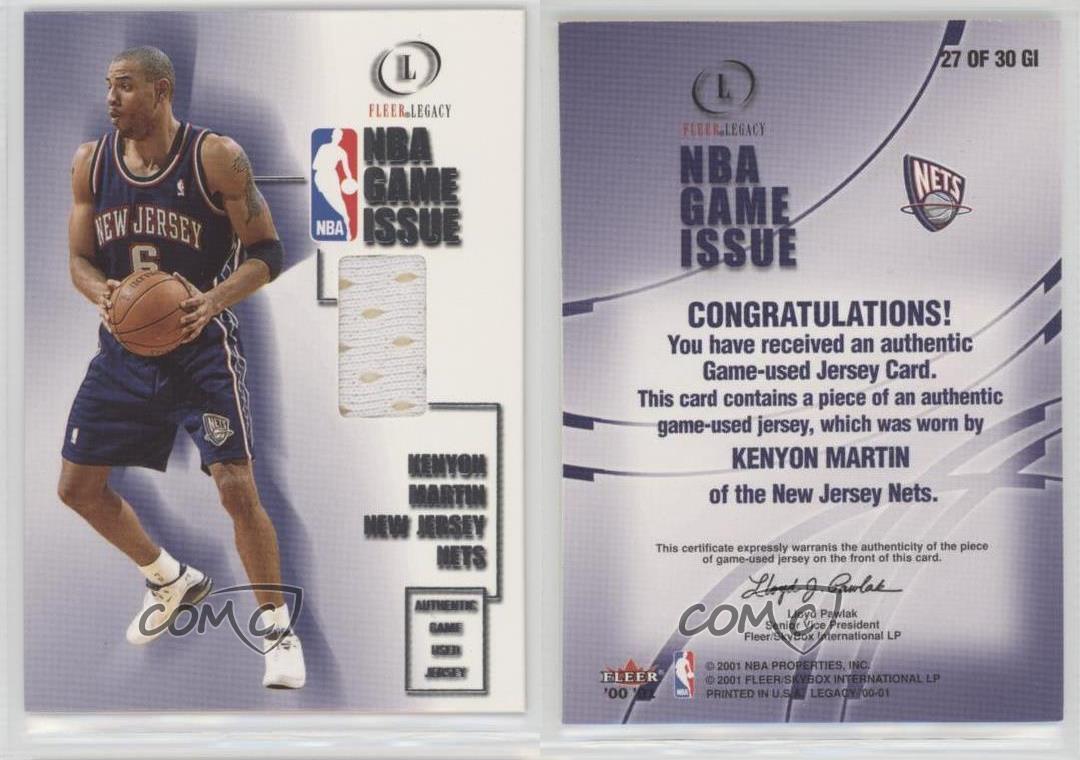 L
FLEER LEGACY
NBA
GAME
ISSUE
NBA
NEW JERSEY
6
NETS
KENYON
MARTIN
NEW JERSEY
NETS
AUTHENTIC
GAME
USED
JERSEY
COMC
27 OF 30 GI
L
FLEER LEGACY
NBA
GAME
ISSUE
NETS
CONGRATULATIONS!
You have received an authentic
Game-used Jersey Card.
This card contains a piece of an authentic
game-used jersey, which was worn by
KENYON MARTIN
of the New Jersey Nets.
This certificate expressly warrants the authenticity of the piece
of game-used jersey on the front of this card.
Lloyd J Pawlak
Lloyd Pawlak
Senior Vice President
Fleer/SkyBox International LP
COMC
FLEER
'00 '01
NBA
© 2001 NBA PROPERTIES, INC.
© 2001 FLEER/SKYBOX INTERNATIONAL LP
PRINTED IN U.S.A. LEGACY '00-01